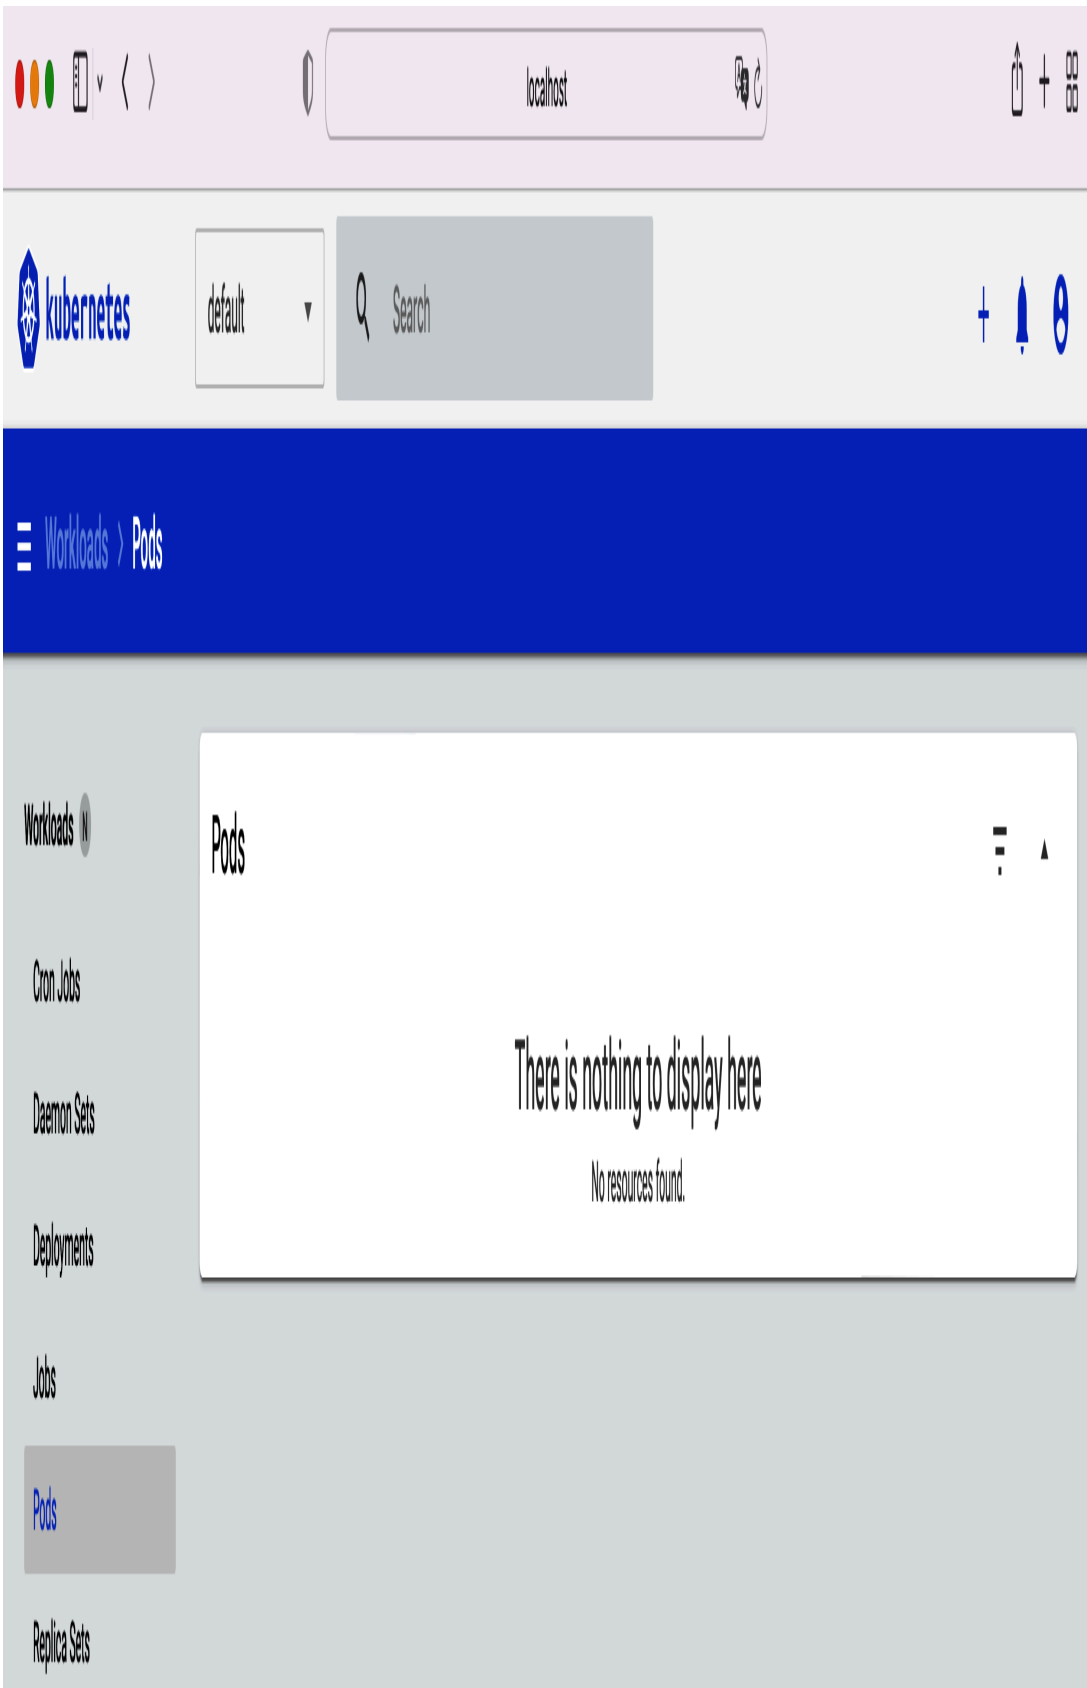 localhost
kubernetes
default
Search
Workloads > Pods
Workloads N
Pods
Cron Jobs
There is nothing to display here
Daemon Sets
No resources found.
Deployments
Jobs
Pods
Replica Sets